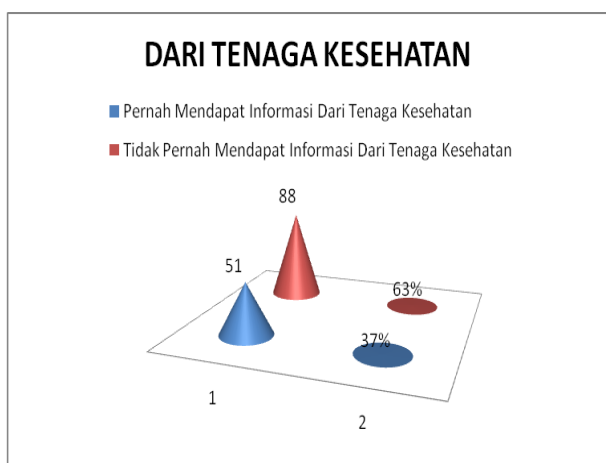 DARI TENAGA KESEHATAN
Pernah Mendapat Informasi Dari Tenaga Kesehatan
Tidak Pernah Mendapat Informasi Dari Tenaga Kesehatan
88
51
63%
37%
1
2